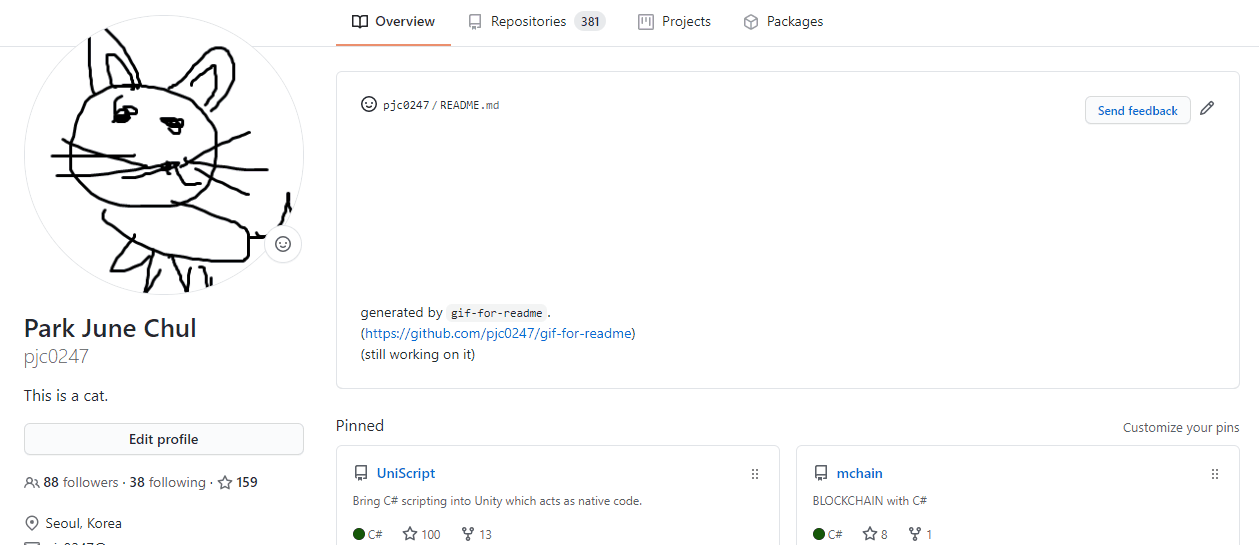 Overview
Repositories 381
Projects
Packages
pjc0247/README.md
Send feedback
generated by gif-for-readme.
(https://github.com/pjc0247/gif-for-readme)
(still working on it)
Park June Chul
pjc0247
This is a cat.
Edit profile
88 followers · 38 following · 159
Seoul, Korea
Pinned
Customize your pins
UniScript
Bring C# scripting into Unity which acts as native code.
C# 100 13
mchain
BLOCKCHAIN with C#
C# 8 1